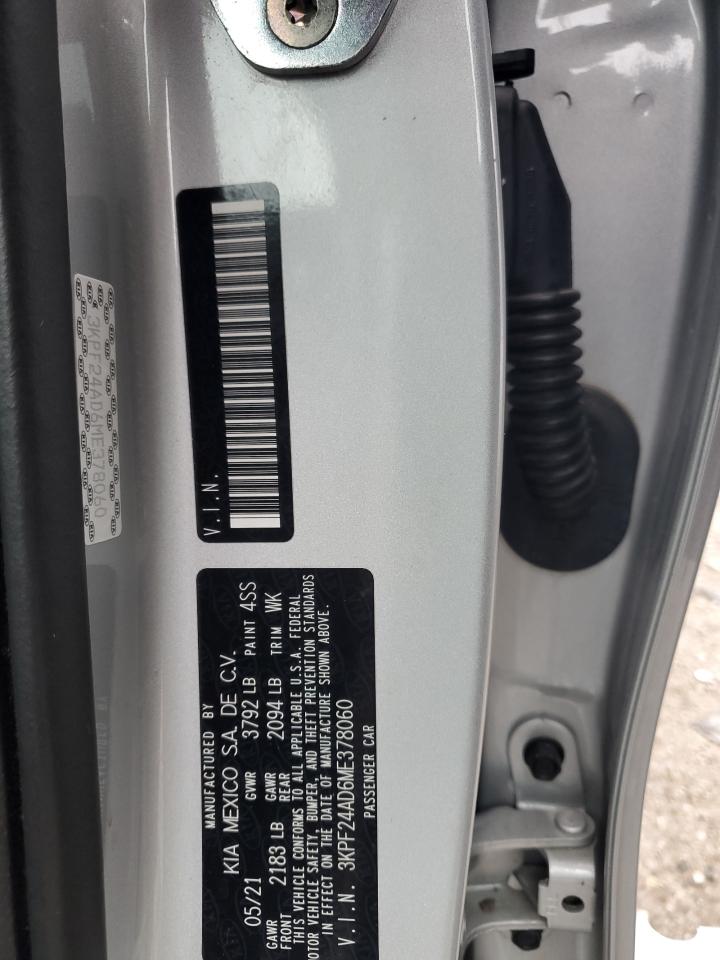 3KPF24AD6ME378060
V.I.N.
MANUFACTURED BY
KIA MEXICO S.A. DE C.V.
05/21 GVWR 3792 LB PAINT 4SS
GAWR FRONT 2183 LB GAWR REAR 2094 LB TRIM WK
THIS VEHICLE CONFORMS TO ALL APPLICABLE U.S.A. FEDERAL
MOTOR VEHICLE SAFETY, BUMPER, AND THEFT PREVENTION STANDARDS
IN EFFECT ON THE DATE OF MANUFACTURE SHOWN ABOVE.
V.I.N. 3KPF24AD6ME378060
PASSENGER CAR